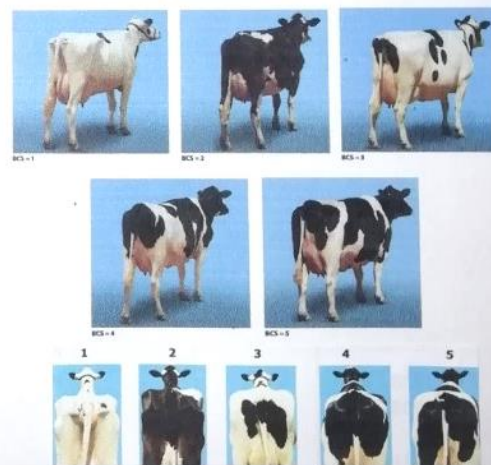 BCS = 1
BCS = 2
BCS = 3
BCS = 4
BCS = 5
1
2
3
4
5